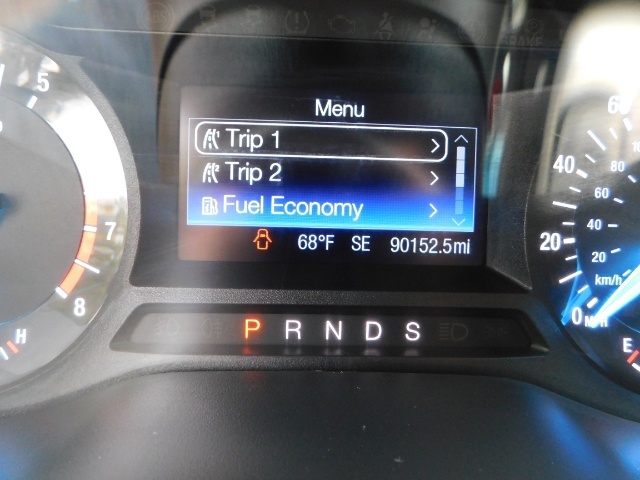 Menu
Trip 1
Trip 2
Fuel Economy
68°F SE 90152.5mi
P R N D S
5
7
8
H
60
40
20
0 MPH
80
40
20
km/h
E